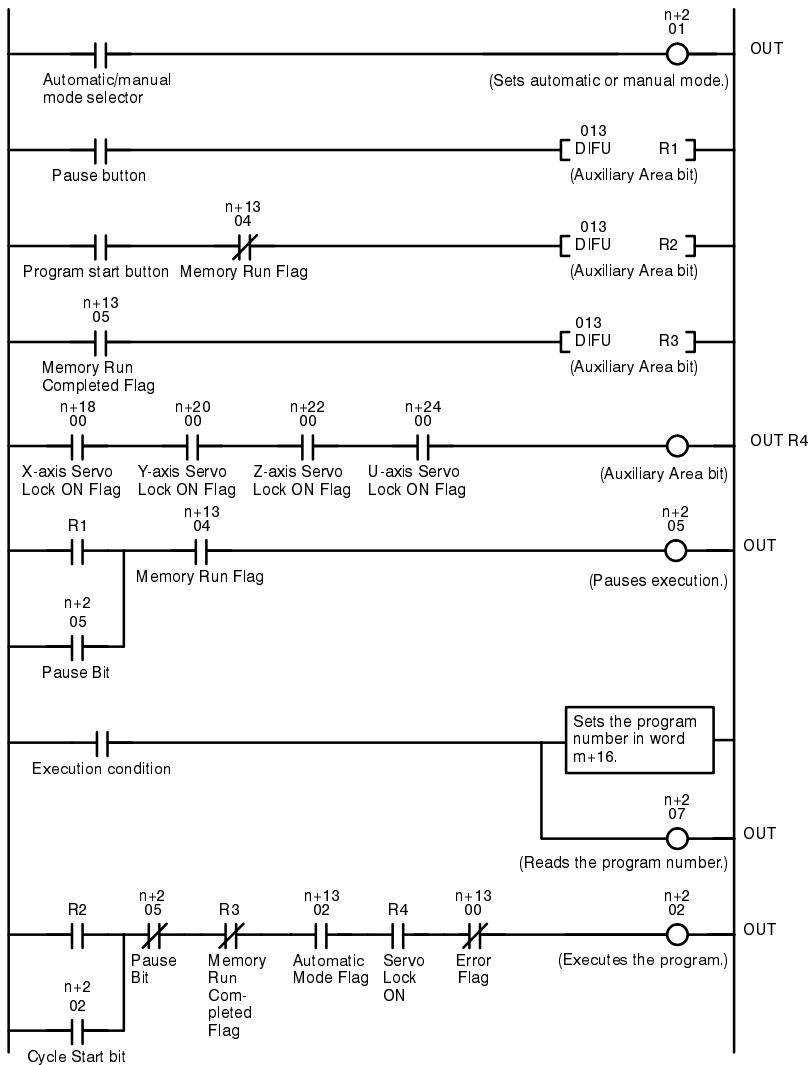 n+2
01
OUT
Automatic/manual
mode selector
(Sets automatic or manual mode.)
013
DIFU R1
Pause button
(Auxiliary Area bit)
n+13
04
013
DIFU R2
Program start button Memory Run Flag
(Auxiliary Area bit)
n+13
05
013
DIFU R3
Memory Run
Completed Flag
(Auxiliary Area bit)
n+18 n+20 n+22 n+24
00 00 00 00
OUT R4
X-axis Servo Y-axis Servo Z-axis Servo U-axis Servo
Lock ON Flag Lock ON Flag Lock ON Flag Lock ON Flag
(Auxiliary Area bit)
R1
n+13
04
n+2
05
OUT
Memory Run Flag
(Pauses execution.)
n+2
05
Pause Bit
Sets the program
number in word
m+16.
Execution condition
n+2
07
OUT
(Reads the program number.)
R2
n+2
05
R3
n+13
02
R4
n+13
00
n+2
02
OUT
Pause
Bit
Memory
Run
Com-
pleted
Flag
Automatic
Mode Flag
Servo
Lock
ON
Error
Flag
(Executes the program.)
n+2
02
Cycle Start bit